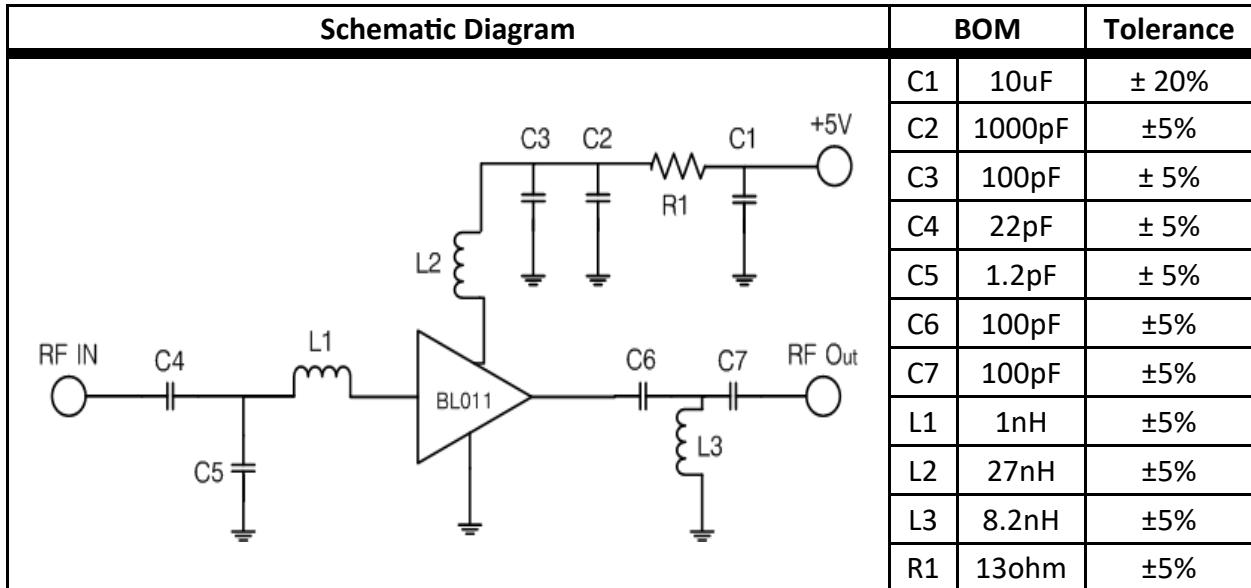 Schematic Diagram BOM Tolerance
C1 10uF ± 20%
C2 1000pF ±5%
C3 100pF ± 5%
C4 22pF ± 5%
C5 1.2pF ± 5%
C6 100pF ±5%
C7 100pF ±5%
L1 1nH ±5%
L2 27nH ±5%
L3 8.2nH ±5%
R1 13ohm ±5%
C3 C2 C1 +5V
R1
L2
RF IN C4 L1 C6 C7 RF Out
BL011
C5 L3